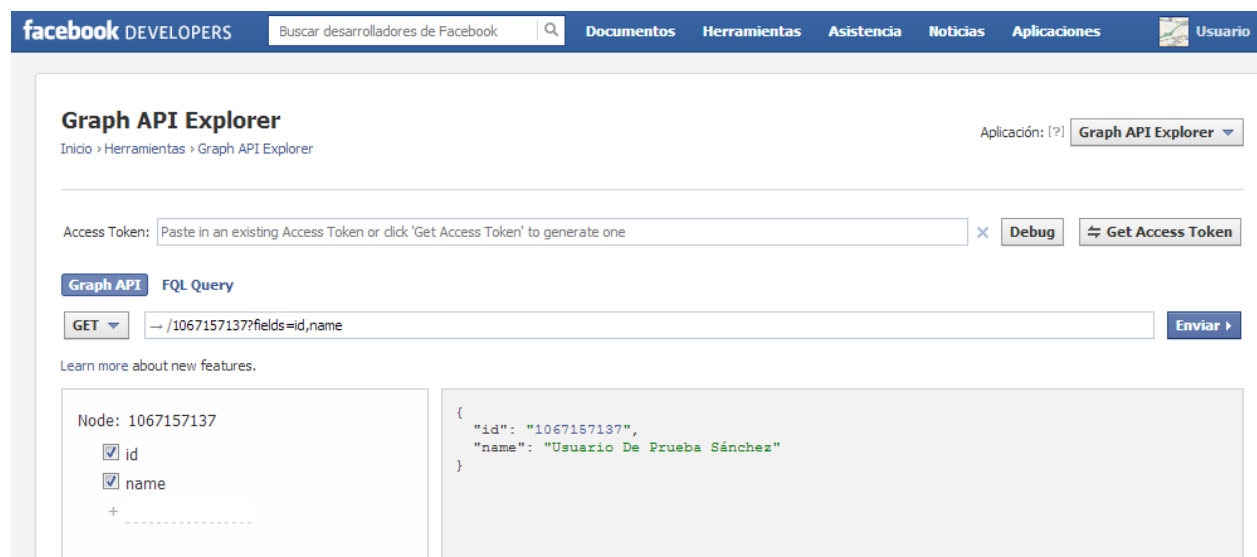 facebook DEVELOPERS Buscar desarrolladores de Facebook Documentos Herramientas Asistencia Noticias Aplicaciones Usuario
Graph API Explorer
Aplicación: [?] Graph API Explorer
Inicio › Herramientas › Graph API Explorer
Access Token: Paste in an existing Access Token or click 'Get Access Token' to generate one × Debug Get Access Token
Graph API FQL Query
GET → /1067157137?fields=id,name Enviar
Learn more about new features.
Node: 1067157137
id
name
+
{
"id": "1067157137",
"name": "Usuario De Prueba Sánchez"
}